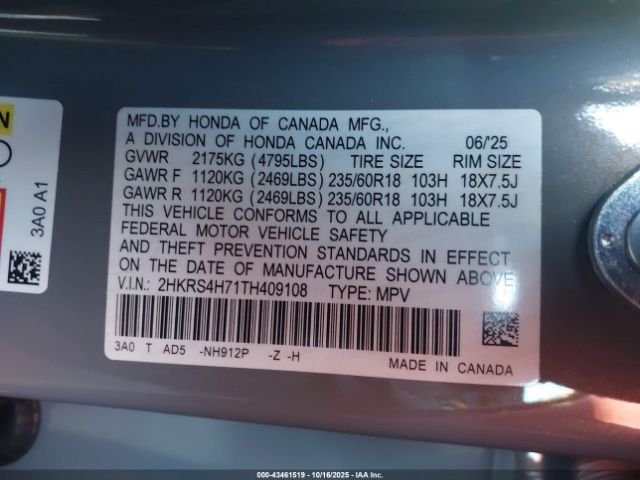 MFD.BY HONDA OF CANADA MFG.,
A DIVISION OF HONDA CANADA INC. 06/'25
GVWR 2175KG (4795LBS) TIRE SIZE RIM SIZE
GAWR F 1120KG (2469LBS) 235/60R18 103H 18X7.5J
GAWR R 1120KG (2469LBS) 235/60R18 103H 18X7.5J
THIS VEHICLE CONFORMS TO ALL APPLICABLE
FEDERAL MOTOR VEHICLE SAFETY
AND THEFT PREVENTION STANDARDS IN EFFECT
ON THE DATE OF MANUFACTURE SHOWN ABOVE.
V.I.N.: 2HKRS4H71TH409108 TYPE: MPV
3A0 T AD5 -NH912P -Z -H
MADE IN CANADA
3A0 A1
000-43461519 - 10/16/2025 - IAA Inc.